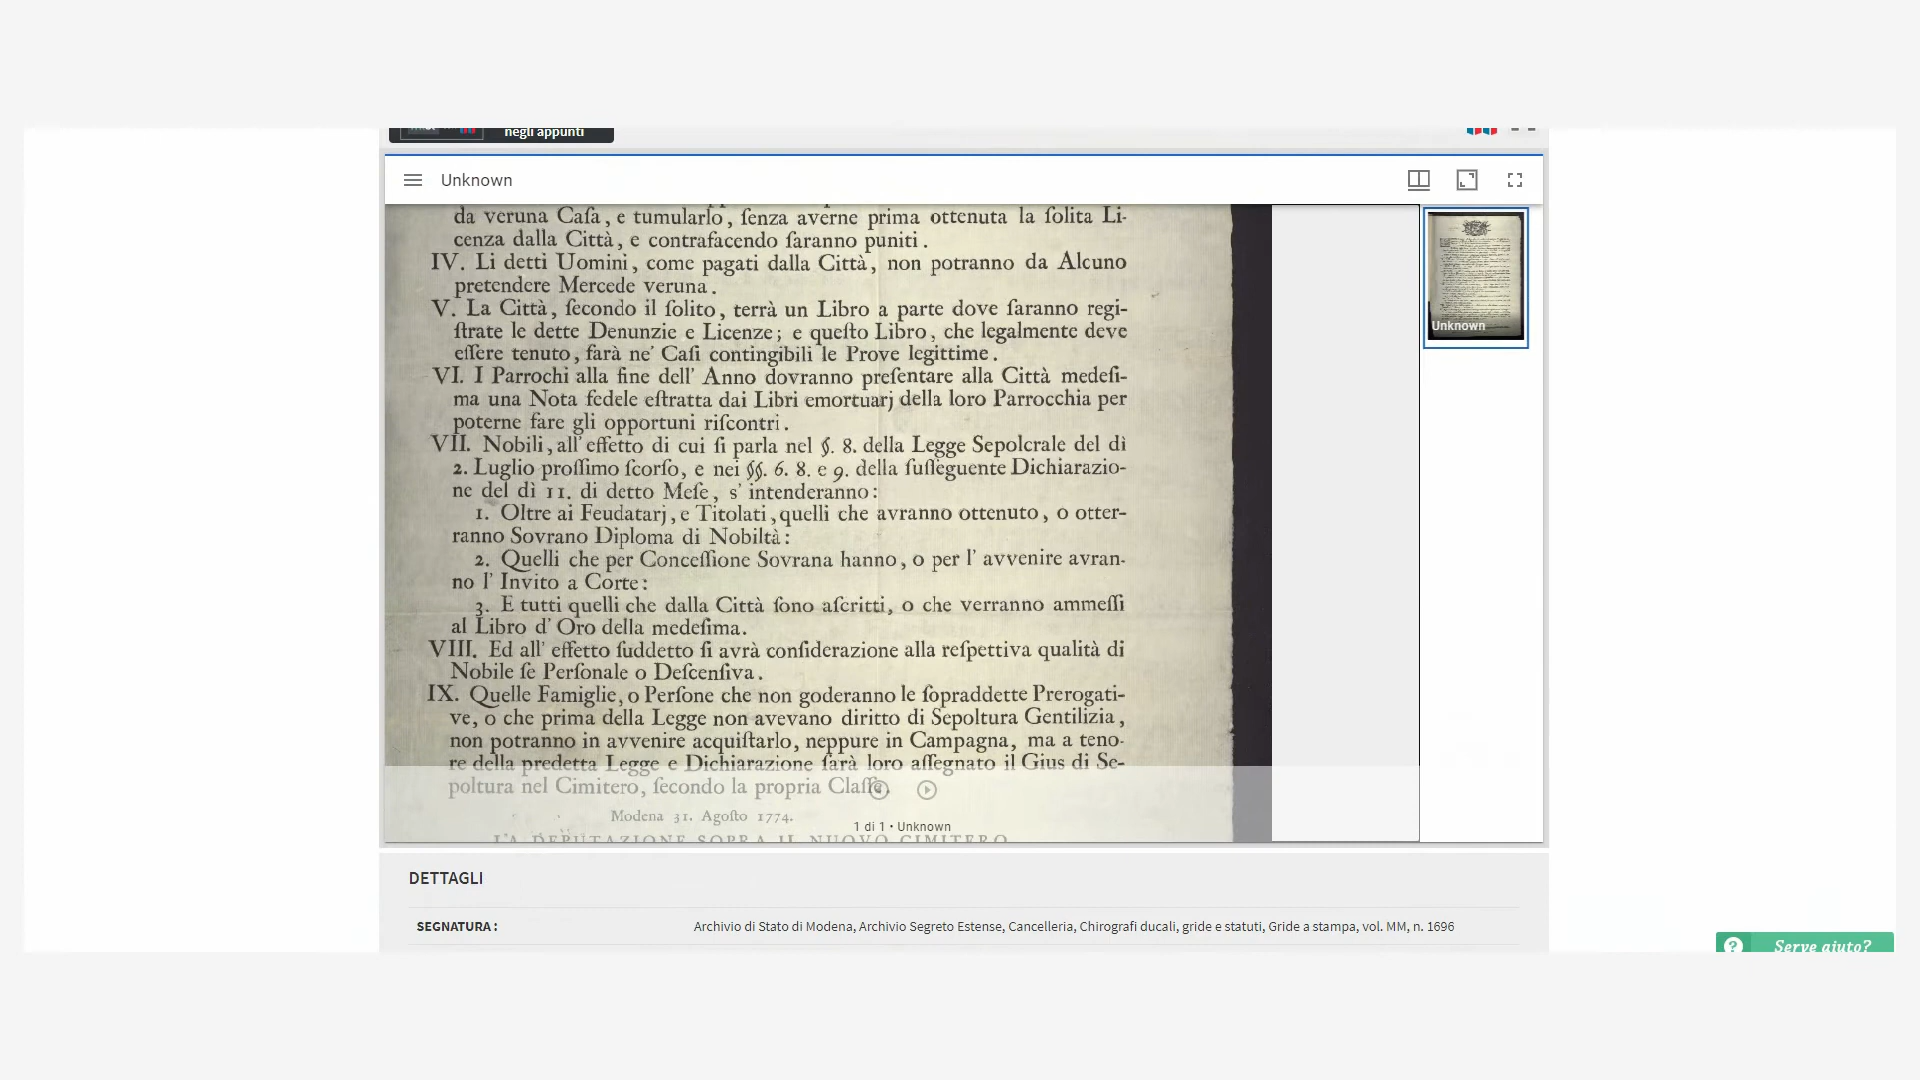 negli appunti
Unknown
da veruna Caſa, e tumularlo, ſenza averne prima ottenuta la ſolita Li-
cenza dalla Città, e contrafacendo ſaranno puniti.
IV. Li detti Uomini, come pagati dalla Città, non potranno da Alcuno
pretendere Mercede veruna.
V. La Città, ſecondo il ſolito, terrà un Libro a parte dove ſaranno regi-
ſtrate le dette Denunzie e Licenze; e queſto Libro, che legalmente deve
eſſere tenuto, farà ne' Caſi contingibili le Prove legittime.
VI. I Parrochi alla fine dell' Anno dovranno preſentare alla Città medeſi-
ma una Nota fedele eſtratta dai Libri emortuarj della loro Parrocchia per
poterne fare gli opportuni riſcontri.
VII. Nobili, all' effetto di cui ſi parla nel §. 8. della Legge Sepolcrale del dì
2. Luglio proſſimo ſcorſo, e nei §§. 6. 8. e 9. della ſuſſeguente Dichiarazio-
ne del dì 11. di detto Meſe, s' intenderanno:
1. Oltre ai Feudatarj, e Titolati, quelli che avranno ottenuto, o otter-
ranno Sovrano Diploma di Nobiltà:
2. Quelli che per Conceſſione Sovrana hanno, o per l' avvenire avran-
no l' Invito a Corte:
3. E tutti quelli che dalla Città ſono aſcritti, o che verranno ammeſſi
al Libro d' Oro della medeſima.
VIII. Ed all' effetto ſuddetto ſi avrà conſiderazione alla reſpettiva qualità di
Nobile ſe Perſonale o Deſcenſiva.
IX. Quelle Famiglie, o Perſone che non goderanno le ſopraddette Prerogati-
ve, o che prima della Legge non avevano diritto di Sepoltura Gentilizia,
non potranno in avvenire acquiſtarlo, neppure in Campagna, ma a teno-
re della predetta Legge e Dichiarazione ſarà loro aſſegnato il Gius di Se-
poltura nel Cimitero, ſecondo la propria Claſſe.
Modena 31. Agoſto 1774.
LA DEPUTAZIONE SOPRA IL NUOVO CIMITERO
1 di 1 • Unknown
Unknown
DETTAGLI
SEGNATURA : Archivio di Stato di Modena, Archivio Segreto Estense, Cancelleria, Chirografi ducali, gride e statuti, Gride a stampa, vol. MM, n. 1696
? Serve aiuto?